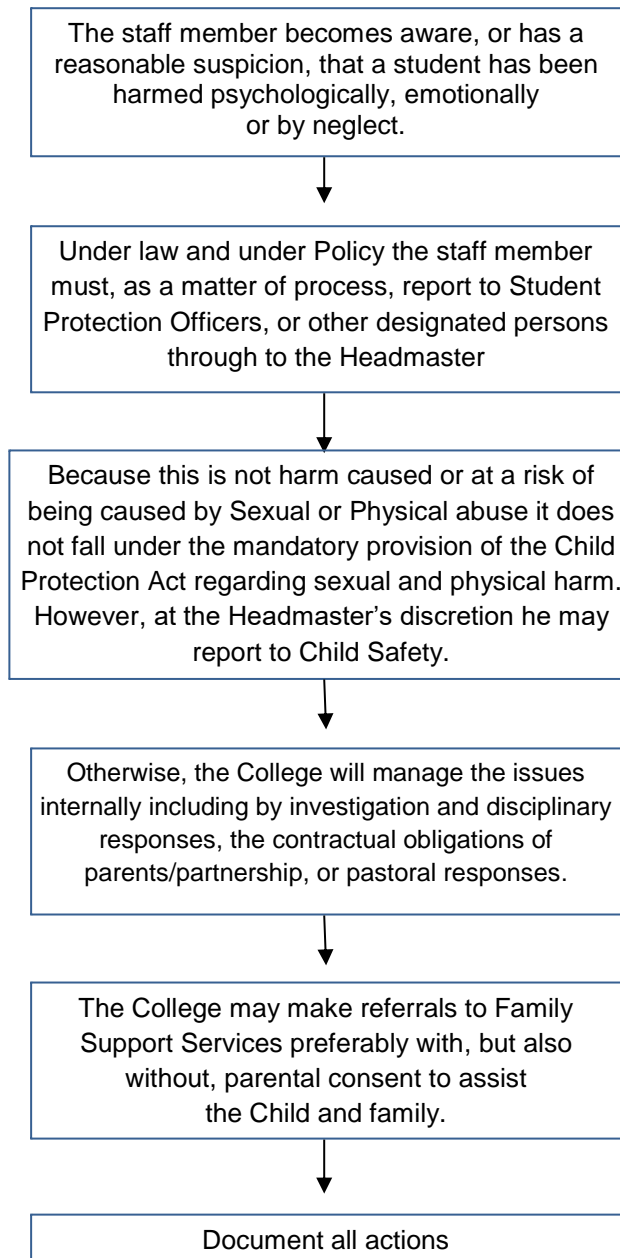 The staff member becomes aware, or has a
reasonable suspicion, that a student has been
harmed psychologically, emotionally
or by neglect.
Under law and under Policy the staff member
must, as a matter of process, report to Student
Protection Officers, or other designated persons
through to the Headmaster
Because this is not harm caused or at a risk of
being caused by Sexual or Physical abuse it does
not fall under the mandatory provision of the Child
Protection Act regarding sexual and physical harm.
However, at the Headmaster’s discretion he may
report to Child Safety.
Otherwise, the College will manage the issues
internally including by investigation and disciplinary
responses, the contractual obligations of
parents/partnership, or pastoral responses.
The College may make referrals to Family
Support Services preferably with, but also
without, parental consent to assist
the Child and family.
Document all actions